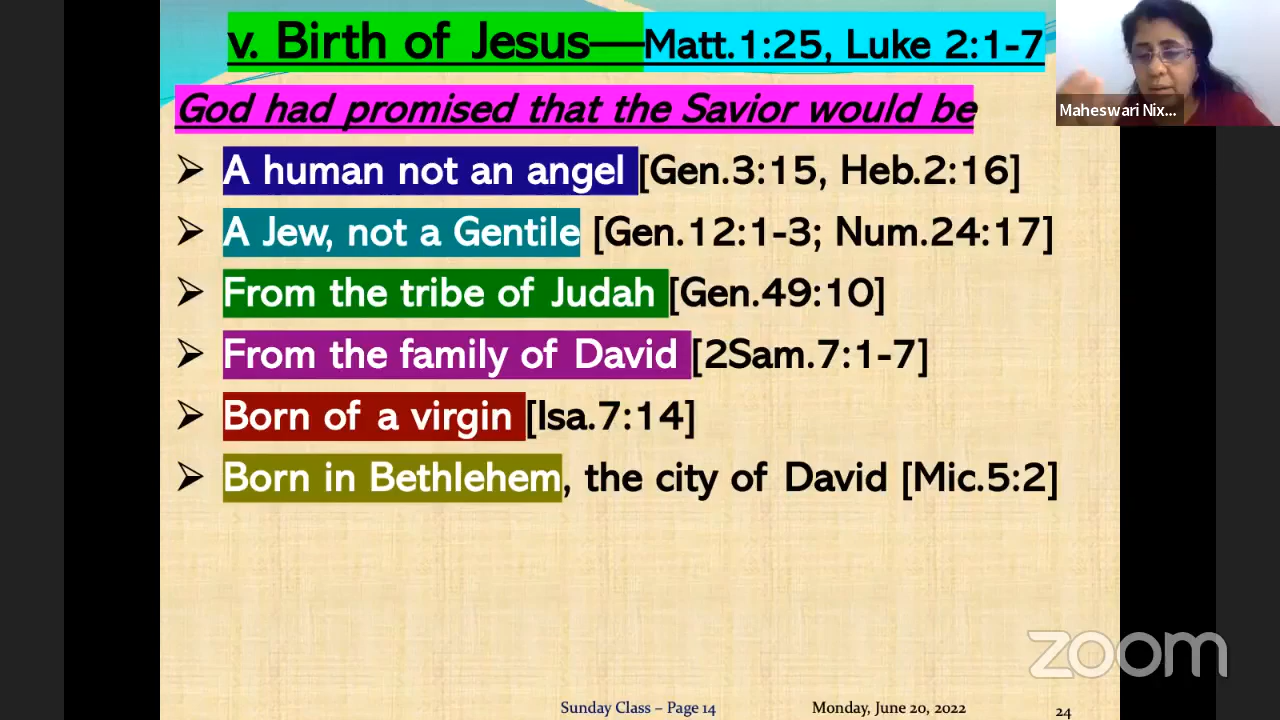 v. Birth of Jesus—Matt.1:25, Luke 2:1-7
God had promised that the Savior would be
➢ A human not an angel [Gen.3:15, Heb.2:16]
➢ A Jew, not a Gentile [Gen.12:1-3; Num.24:17]
➢ From the tribe of Judah [Gen.49:10]
➢ From the family of David [2Sam.7:1-7]
➢ Born of a virgin [Isa.7:14]
➢ Born in Bethlehem, the city of David [Mic.5:2]
Maheswari Nix...
zoom
Sunday Class – Page 14 Monday, June 20, 2022 24